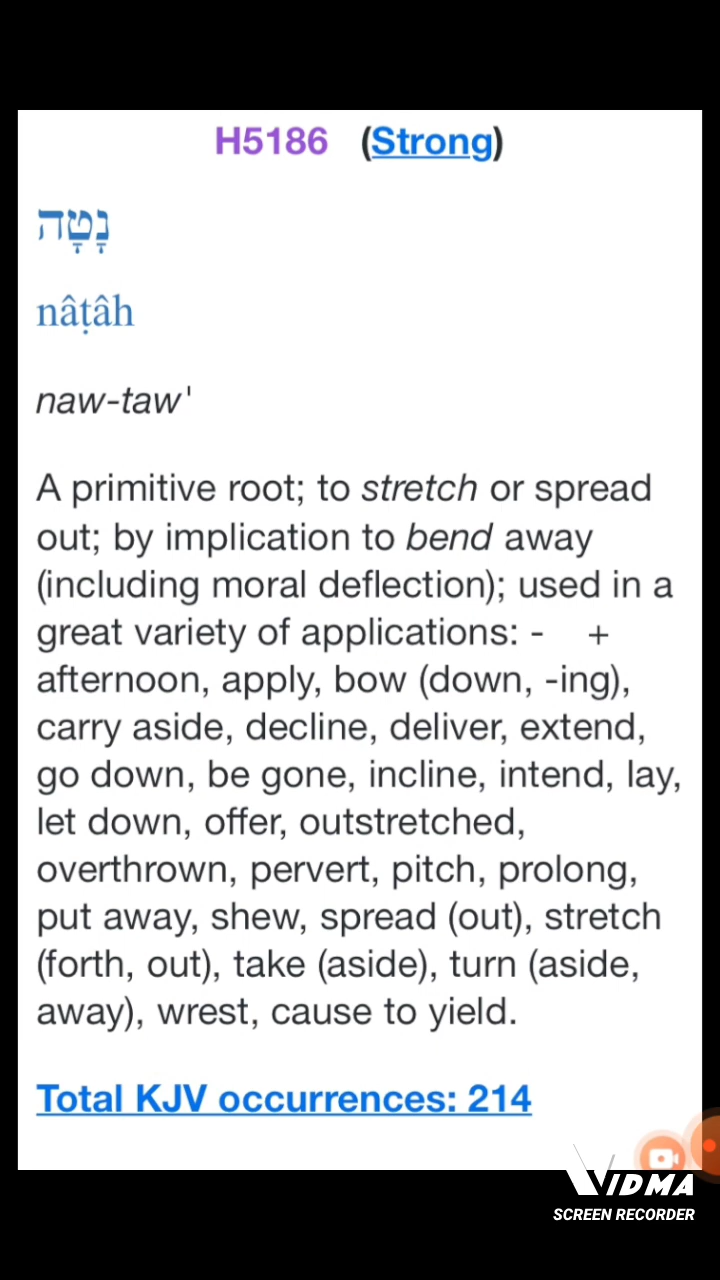 H5186 (Strong)
נָטָה
nâṭâh
naw-taw'
A primitive root; to stretch or spread
out; by implication to bend away
(including moral deflection); used in a
great variety of applications: - +
afternoon, apply, bow (down, -ing),
carry aside, decline, deliver, extend,
go down, be gone, incline, intend, lay,
let down, offer, outstretched,
overthrown, pervert, pitch, prolong,
put away, shew, spread (out), stretch
(forth, out), take (aside), turn (aside,
away), wrest, cause to yield.
Total KJV occurrences: 214
VIDMA
SCREEN RECORDER